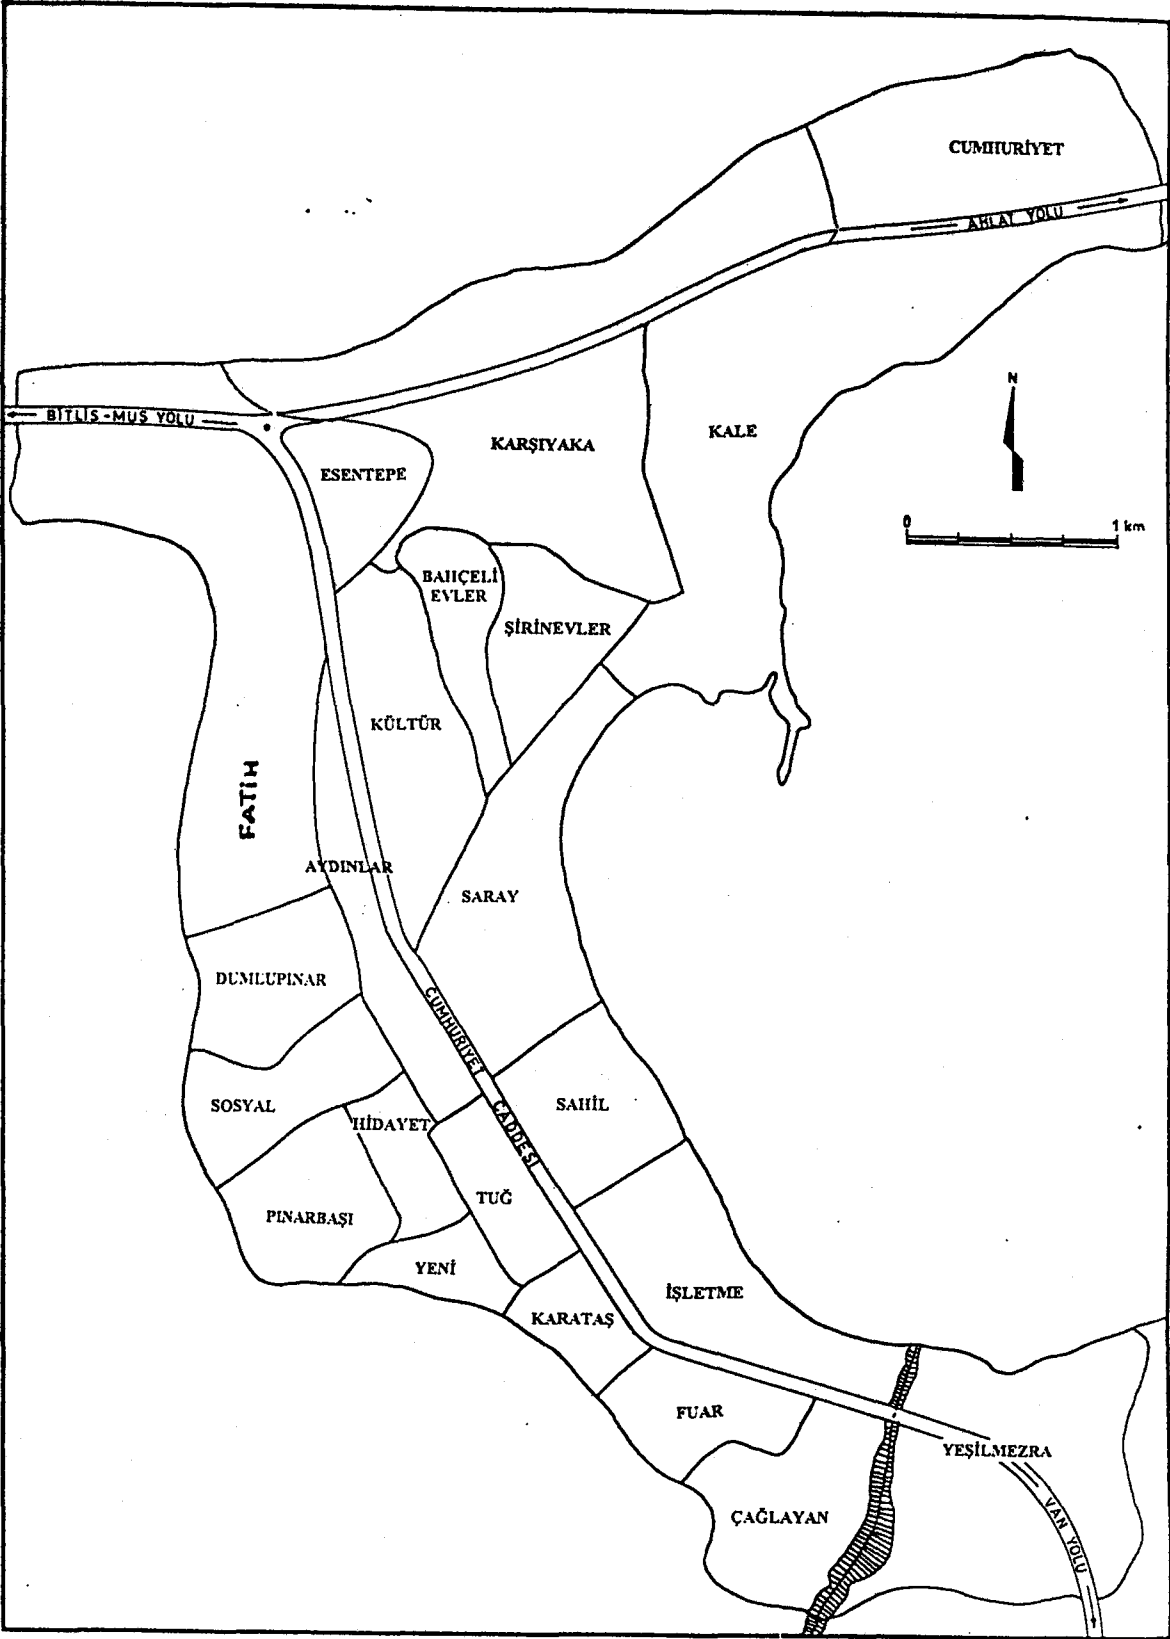 CUMHURİYET
AHLAT YOLU
N
BİTLİS-MUŞ YOLU
KARŞIYAKA
KALE
ESENTEPE
0 1 km
BAHÇELİ
EVLER
ŞİRİNEVLER
KÜLTÜR
FATİH
AYDINLAR
SARAY
DUMLUPINAR
CUMHURİYET CADDESİ
SOSYAL
HİDAYET
SAHİL
TUĞ
PINARBAŞI
YENİ
İŞLETME
KARATAŞ
FUAR
YEŞİLMEZRA
ÇAĞLAYAN
VAN YOLU